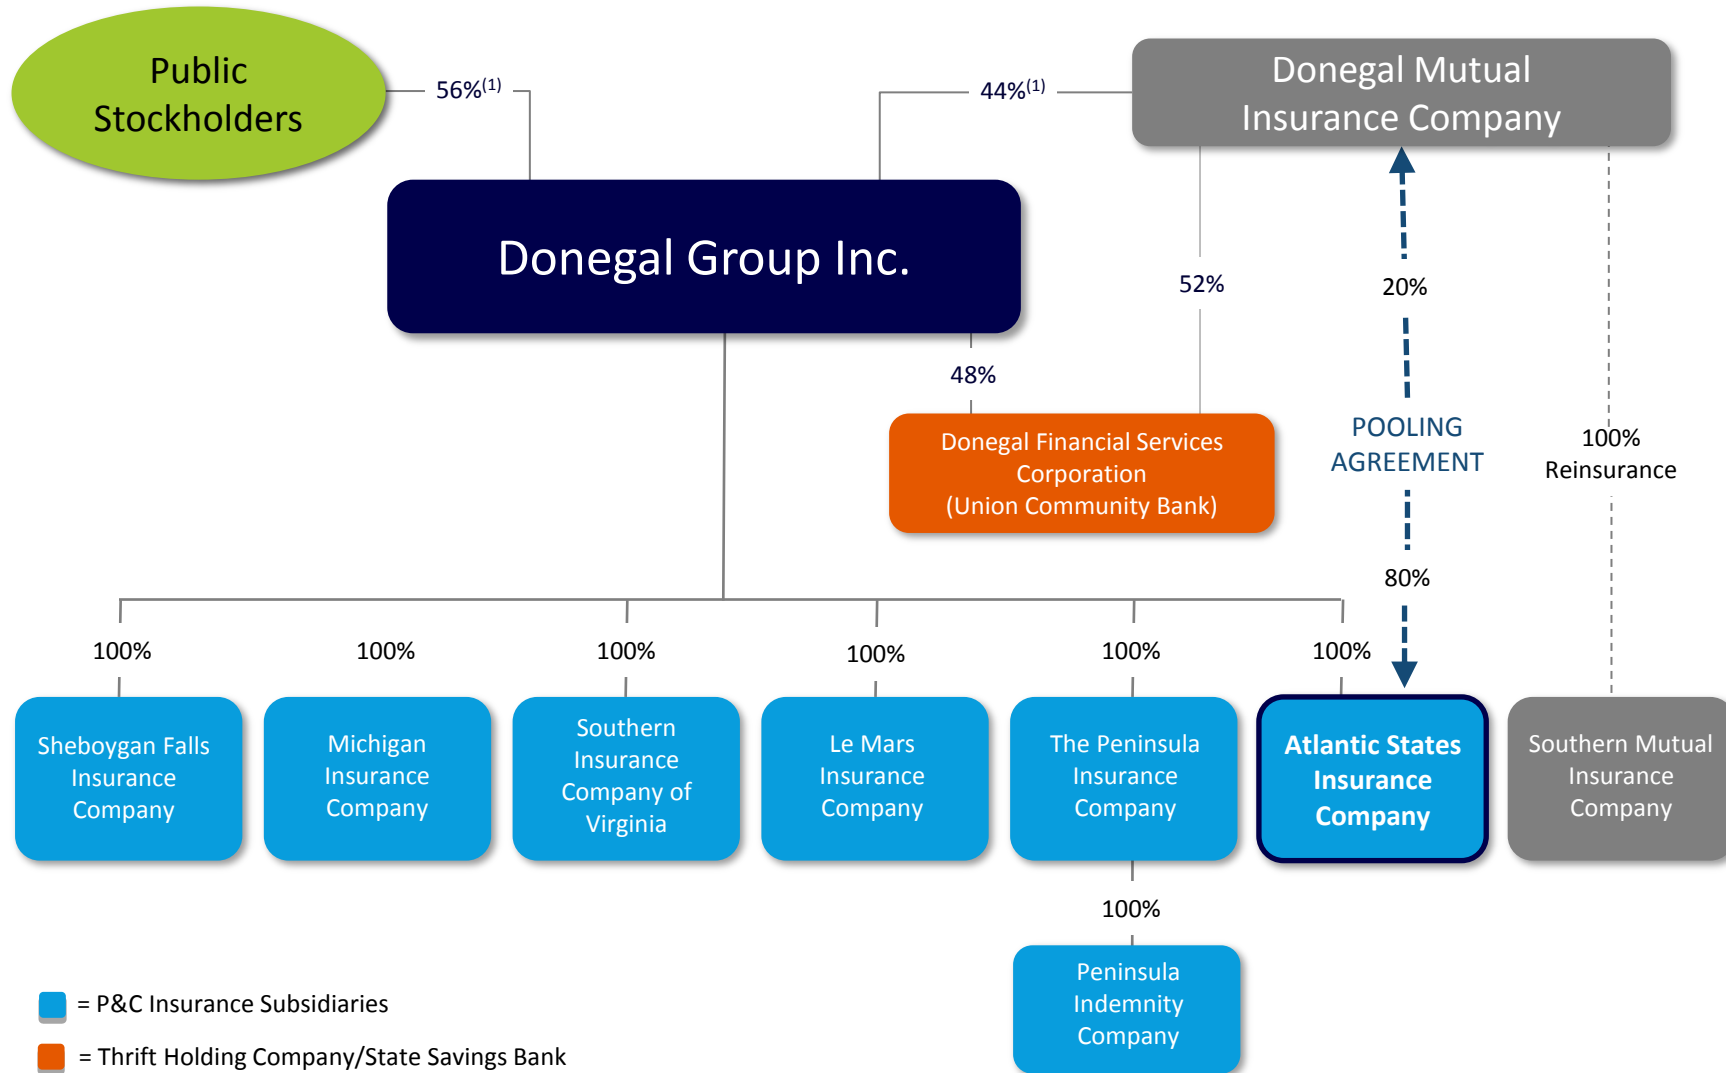 Public
Stockholders
56%(1)
44%(1)
Donegal Mutual
Insurance Company
Donegal Group Inc.
52%
20%
48%
Donegal Financial Services
Corporation
(Union Community Bank)
POOLING
AGREEMENT
100%
Reinsurance
80%
100%
100%
100%
100%
100%
100%
Sheboygan Falls
Insurance
Company
Michigan
Insurance
Company
Southern
Insurance
Company of
Virginia
Le Mars
Insurance
Company
The Peninsula
Insurance
Company
Atlantic States
Insurance
Company
Southern Mutual
Insurance
Company
100%
Peninsula
Indemnity
Company
= P&C Insurance Subsidiaries
= Thrift Holding Company/State Savings Bank